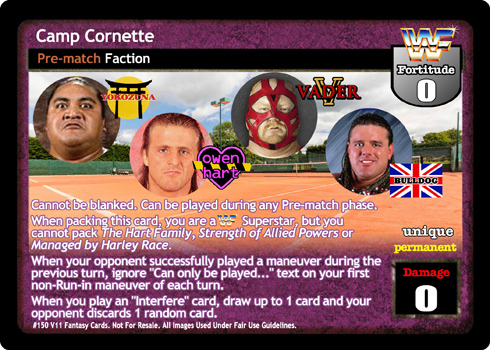 Camp Cornette
WF
Pre-match Faction
Fortitude
0
YOKOZUNA
VADER
V
owen
hart
BULLDOG
Cannot be blanked. Can be played during any Pre-match phase.
When packing this card, you are a WF Superstar, but you
cannot pack The Hart Family, Strength of Allied Powers or
Managed by Harley Race.
unique
permanent
When your opponent successfully played a maneuver during the
previous turn, ignore "Can only be played..." text on your first
non-Run-in maneuver of each turn.
Damage
0
When you play an "Interfere" card, draw up to 1 card and your
opponent discards 1 random card.
#150 V11 Fantasy Cards. Not For Resale. All Images Used Under Fair Use Guidelines.